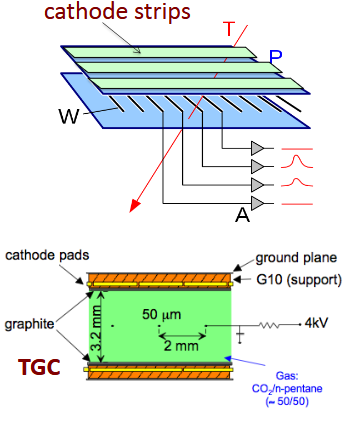 cathode strips
T
P
W
A
cathode pads
ground plane
G10 (support)
graphite
50 µm
3.2 mm
2 mm
4kV
TGC
Gas:
CO2/n-pentane
(≈ 50/50)